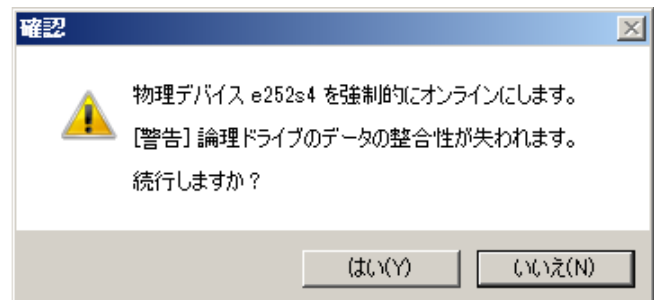 確認
物理デバイス e252s4 を強制的にオンラインにします。
[警告] 論理ドライブのデータの整合性が失われます。
続行しますか？
はい(Y)
いいえ(N)